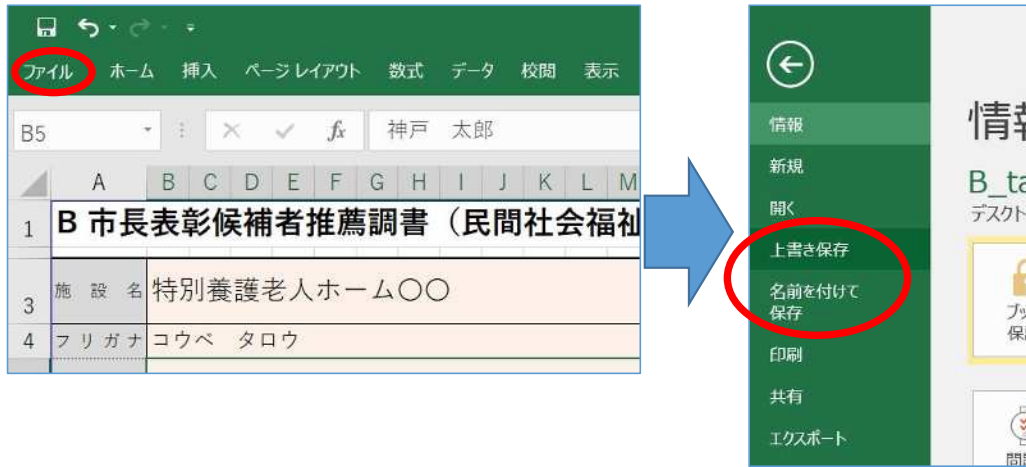 ファイル ホーム 挿入 ページ レイアウト 数式 データ 校閲 表示
B5 fx 神戸 太郎
A B C D E F G H I J K L M
1 B 市長表彰候補者推薦調書（民間社会福祉
3 施設名 特別養護老人ホーム〇〇
4 フリガナ コウベ タロウ
情報
新規
開く
上書き保存
名前を付けて
保存
印刷
共有
エクスポート
情報
B_ta
デスクト
ブッ
保
問